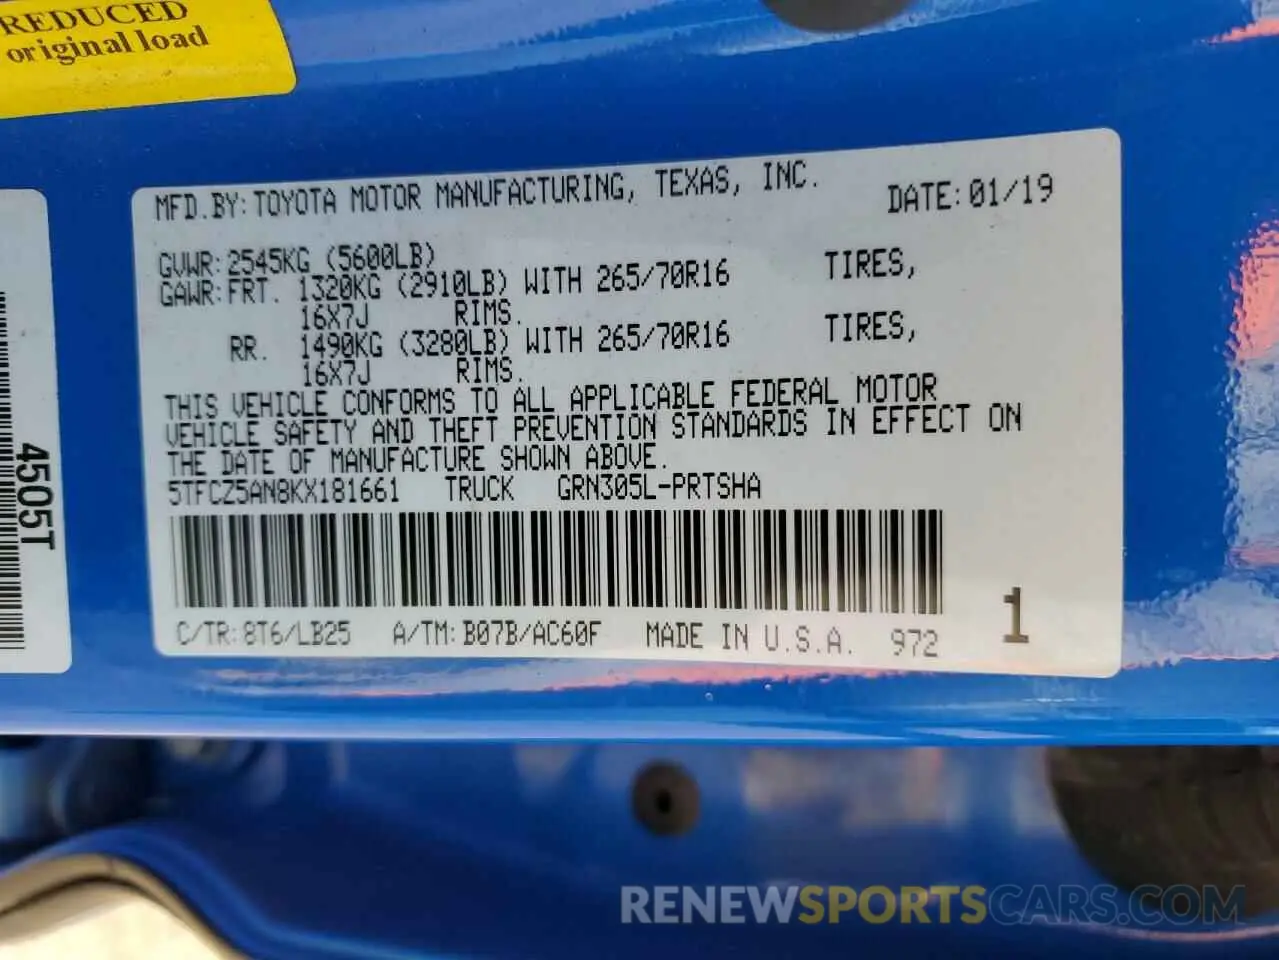 REDUCED
original load
4505T
MFD.BY:TOYOTA MOTOR MANUFACTURING, TEXAS, INC.
DATE:01/19
GVWR:2545KG (5600LB)
GAWR:FRT. 1320KG (2910LB) WITH 265/70R16 TIRES,
16X7J RIMS.
RR. 1490KG (3280LB) WITH 265/70R16 TIRES,
16X7J RIMS.
THIS VEHICLE CONFORMS TO ALL APPLICABLE FEDERAL MOTOR
VEHICLE SAFETY AND THEFT PREVENTION STANDARDS IN EFFECT ON
THE DATE OF MANUFACTURE SHOWN ABOVE.
5TFCZ5AN8KX181661 TRUCK GRN305L-PRTSHA
C/TR:8T6/LB25 A/TM:B07B/AC60F MADE IN U.S.A. 972
1
RENEWSPORTSCARS.COM